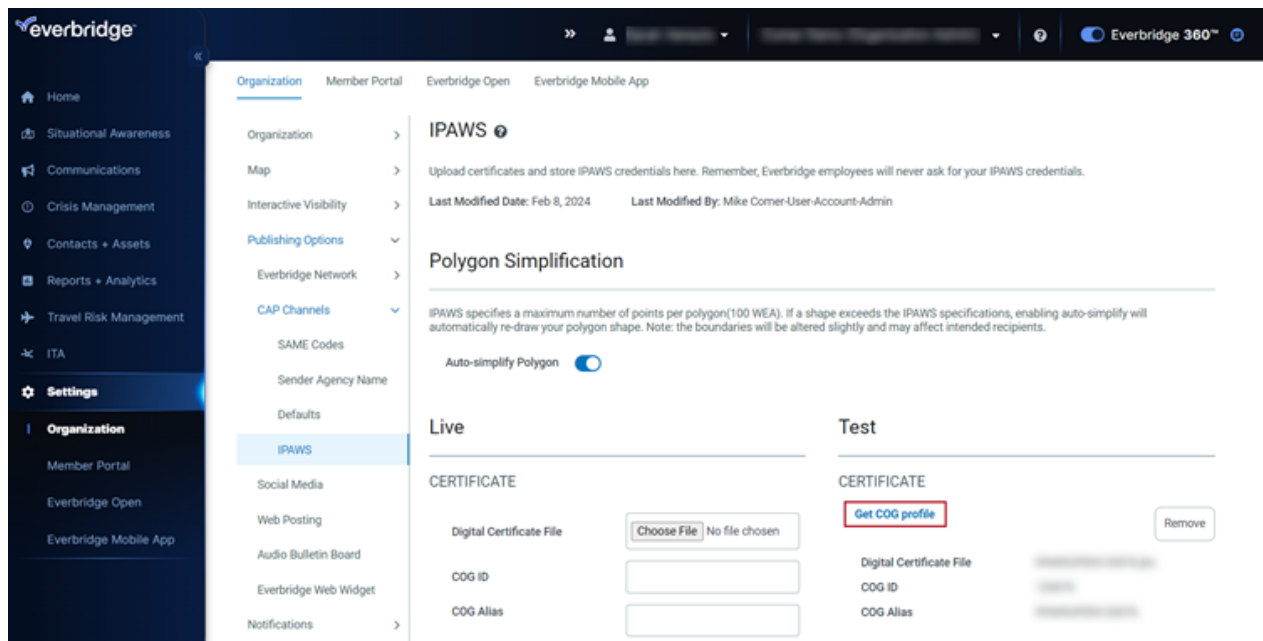 everbridge
»
Everbridge 360™
«
Home
Situational Awareness
Communications
Crisis Management
Contacts + Assets
Reports + Analytics
Travel Risk Management
ITA
Settings
Organization
Member Portal
Everbridge Open
Everbridge Mobile App
Organization Member Portal Everbridge Open Everbridge Mobile App
Organization
Map
Interactive Visibility
Publishing Options
Everbridge Network
CAP Channels
SAME Codes
Sender Agency Name
Defaults
IPAWS
Social Media
Web Posting
Audio Bulletin Board
Everbridge Web Widget
Notifications
IPAWS
Upload certificates and store IPAWS credentials here. Remember, Everbridge employees will never ask for your IPAWS credentials.
Last Modified Date: Feb 8, 2024 Last Modified By: Mike Comer-User-Account-Admin
Polygon Simplification
IPAWS specifies a maximum number of points per polygon(100 WEA). If a shape exceeds the IPAWS specifications, enabling auto-simplify will
automatically re-draw your polygon shape. Note: the boundaries will be altered slightly and may affect intended recipients.
Auto-simplify Polygon
Live
CERTIFICATE
Digital Certificate File Choose File No file chosen
COG ID
COG Alias
Test
CERTIFICATE
Get COG profile
Remove
Digital Certificate File
COG ID
COG Alias